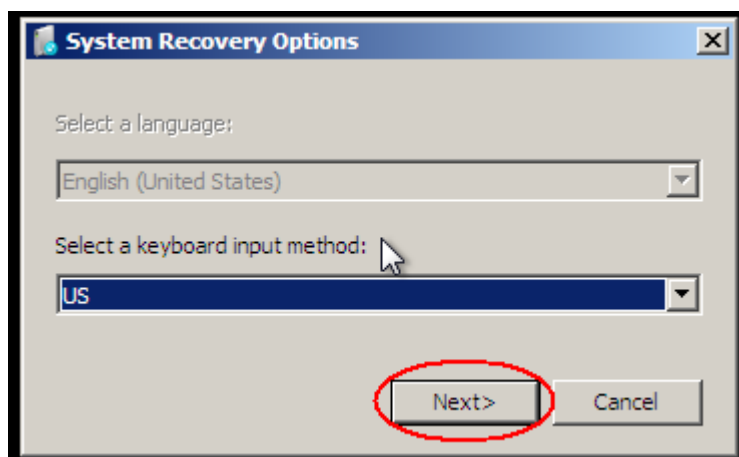 System Recovery Options
Select a language:
English (United States)
Select a keyboard input method:
US
Next> Cancel